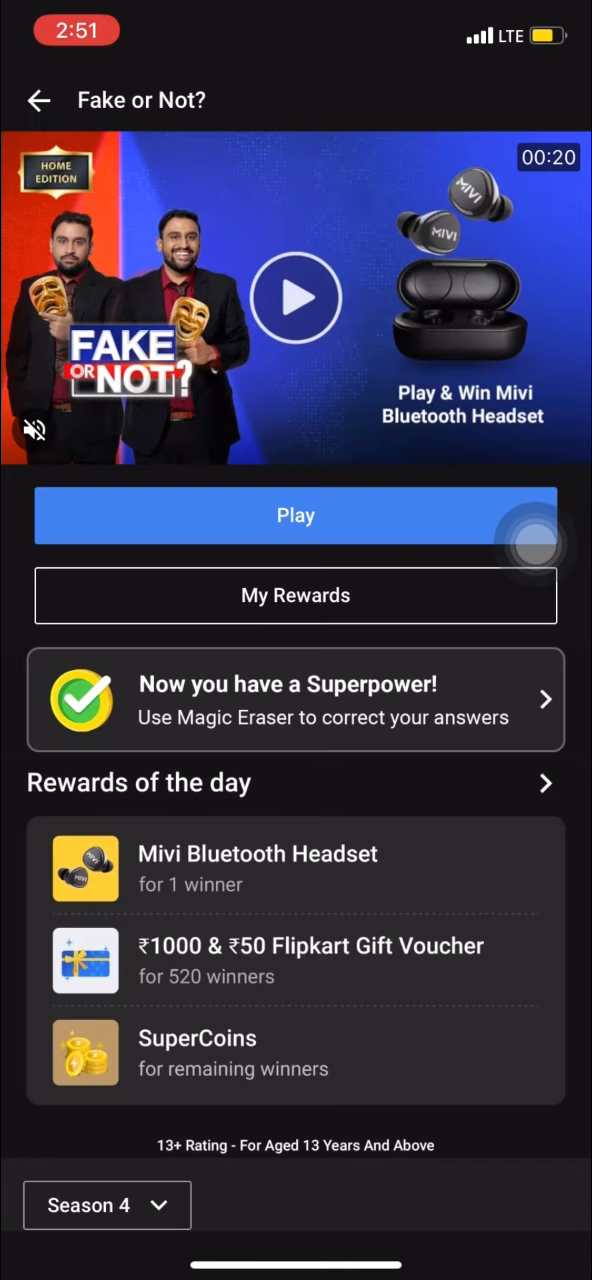 2:51
LTE
Fake or Not?
HOME
EDITION
00:20
MIVI
MIVI
FAKE
OR NOT?
Play & Win Mivi
Bluetooth Headset
Play
My Rewards
Now you have a Superpower!
Use Magic Eraser to correct your answers
Rewards of the day
MIVI
MIVI
Mivi Bluetooth Headset
for 1 winner
₹1000 & ₹50 Flipkart Gift Voucher
for 520 winners
SuperCoins
for remaining winners
13+ Rating - For Aged 13 Years And Above
Season 4